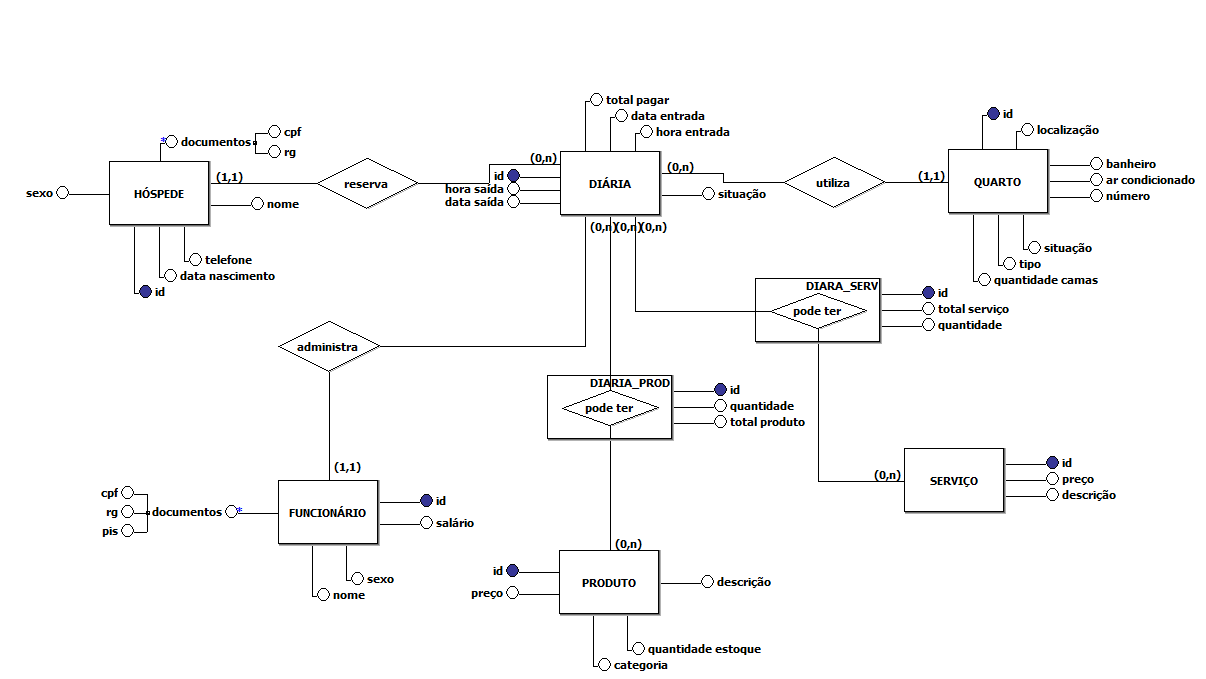 total pagar
data entrada
hora entrada
id
localização
* documentos
cpf
rg
HÓSPEDE
(1,1)
sexo
nome
telefone
data nascimento
id
reserva
(0,n)
id
hora saída
data saída
DIÁRIA
(0,n)
situação
utiliza
(1,1)
QUARTO
banheiro
ar condicionado
número
situação
tipo
quantidade camas
(0,n)(0,n)(0,n)
DIARA_SERV
pode ter
id
total serviço
quantidade
administra
DIARIA_PROD
pode ter
id
quantidade
total produto
(1,1)
cpf
rg
pis
documentos *
FUNCIONÁRIO
id
salário
sexo
nome
(0,n)
SERVIÇO
id
preço
descrição
(0,n)
id
preço
PRODUTO
descrição
quantidade estoque
categoria